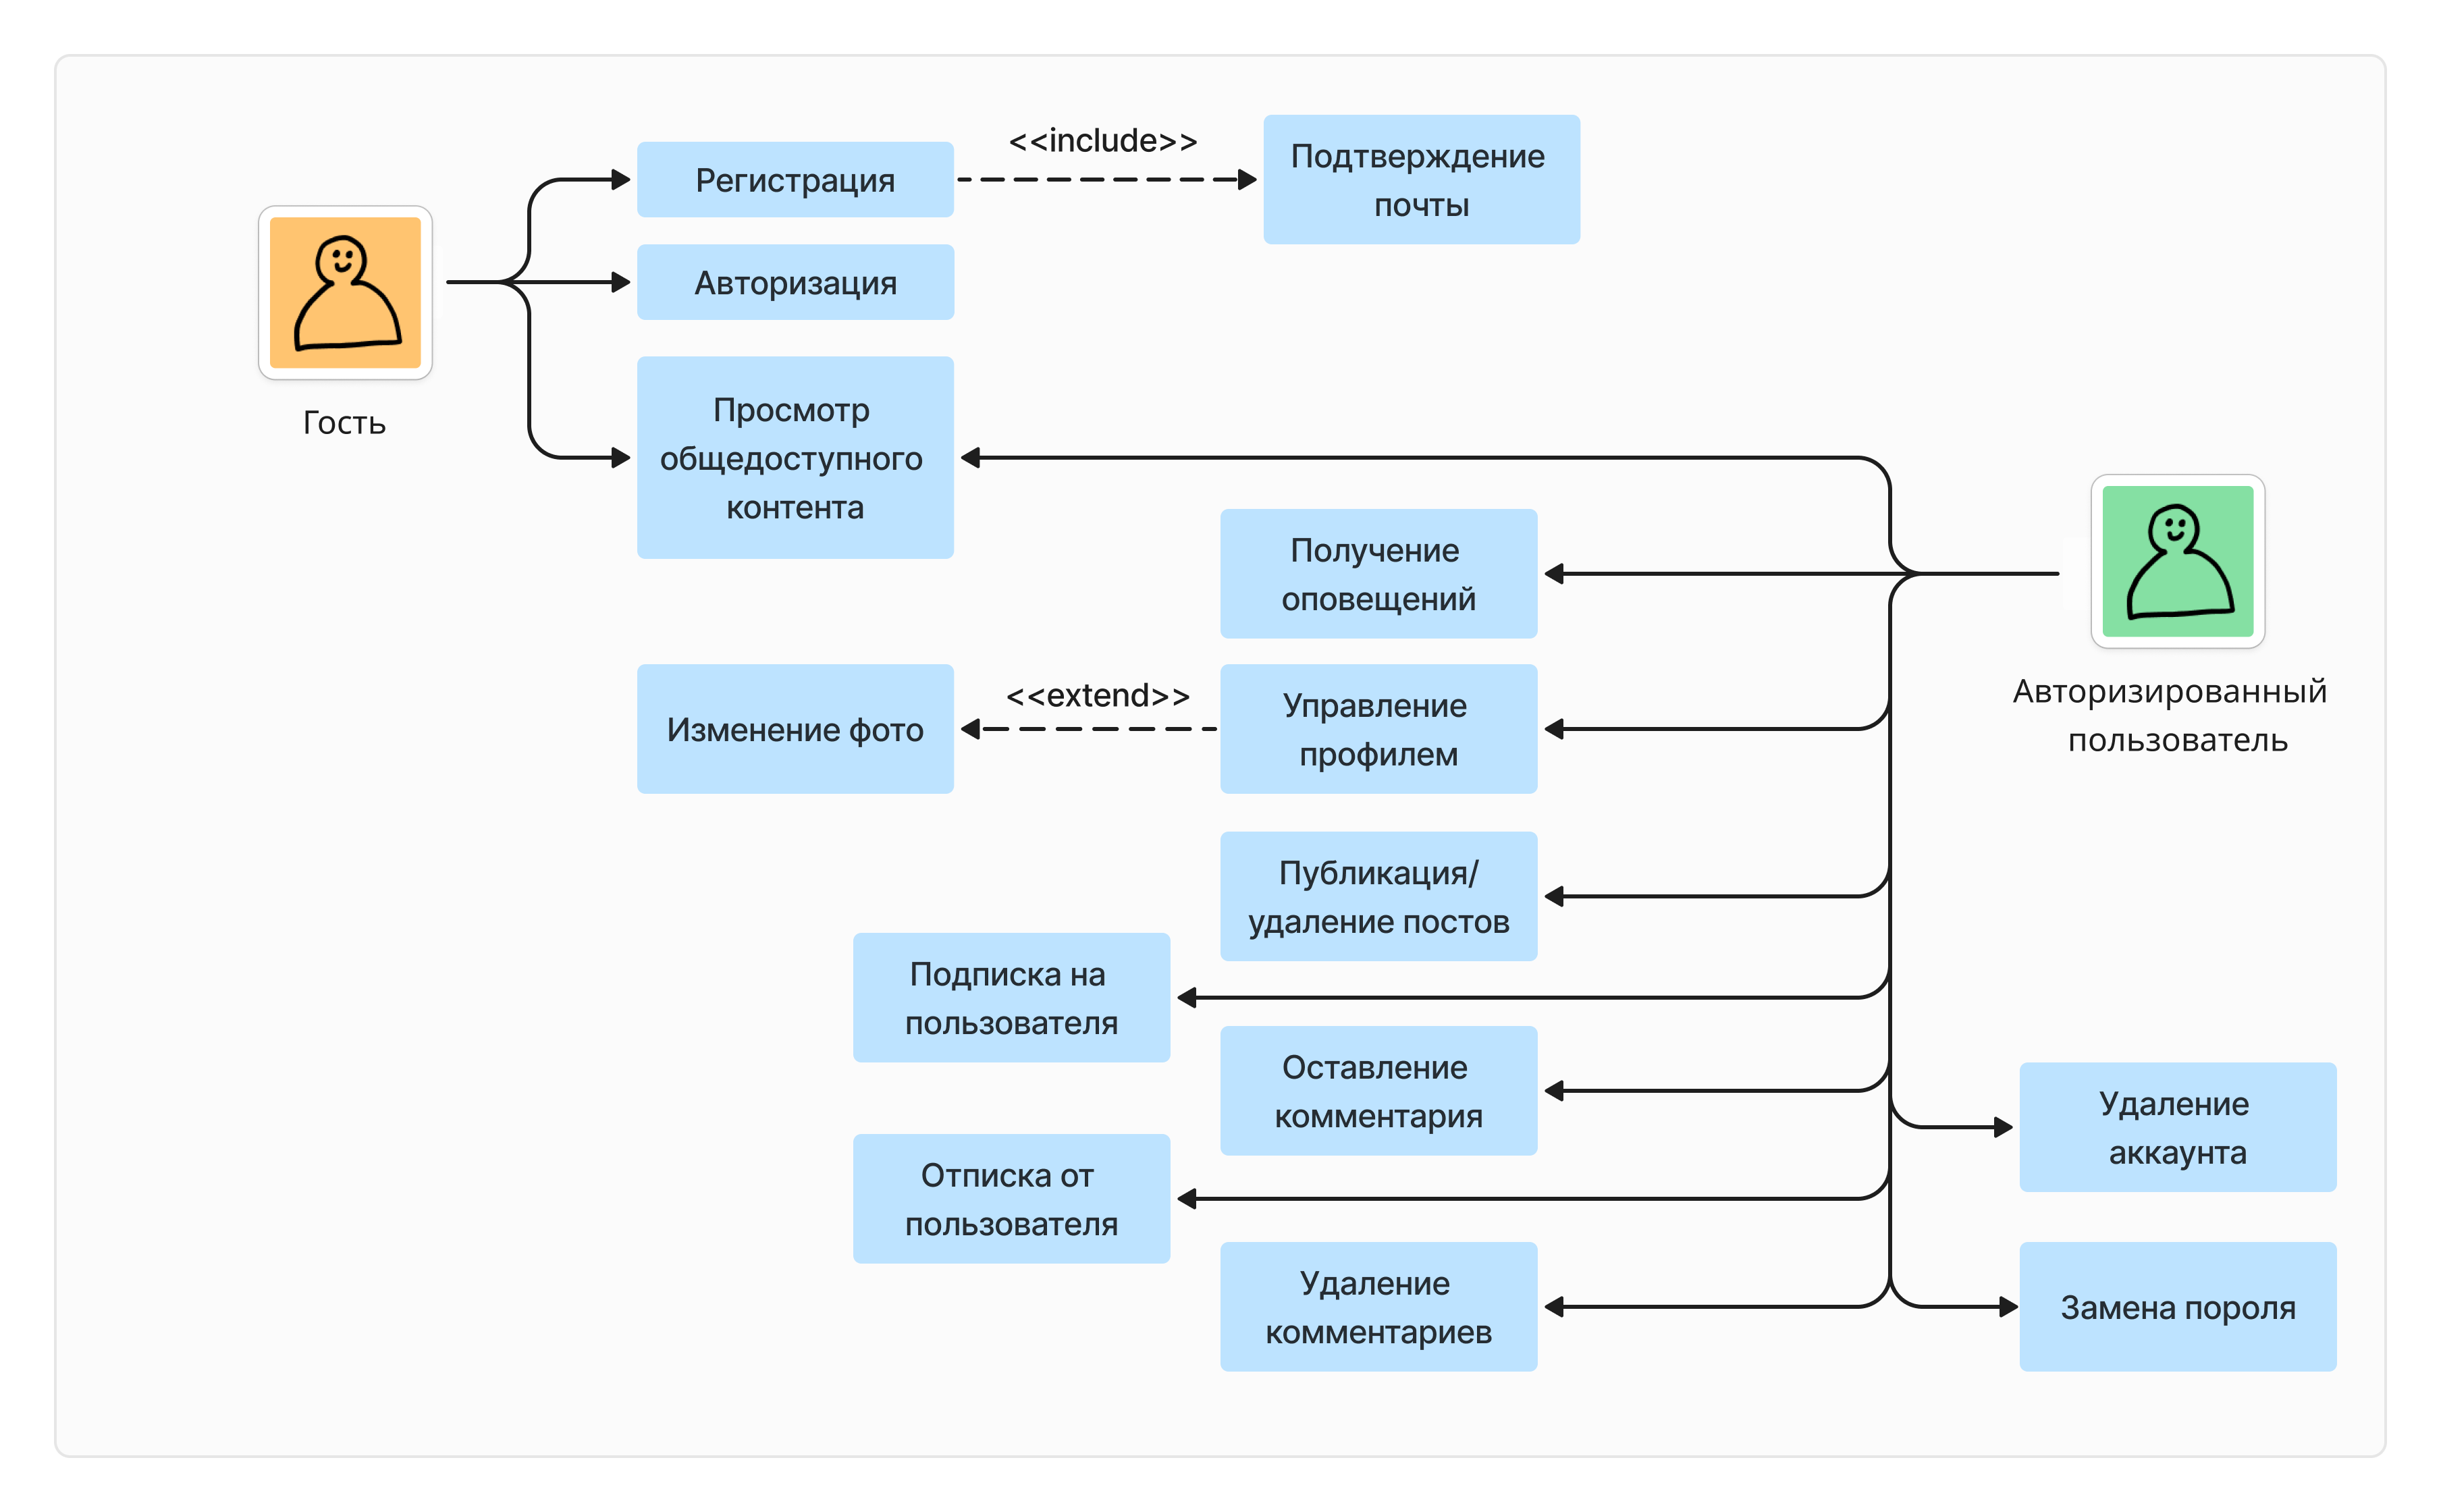 <<include>>
Регистрация
Подтверждение
почты
Авторизация
Гость
Просмотр
общедоступного
контента
Получение
оповещений
Изменение фото
<<extend>>
Управление
профилем
Авторизированный
пользователь
Публикация/
удаление постов
Подписка на
пользователя
Оставление
комментария
Удаление
аккаунта
Отписка от
пользователя
Удаление
комментариев
Замена пороля